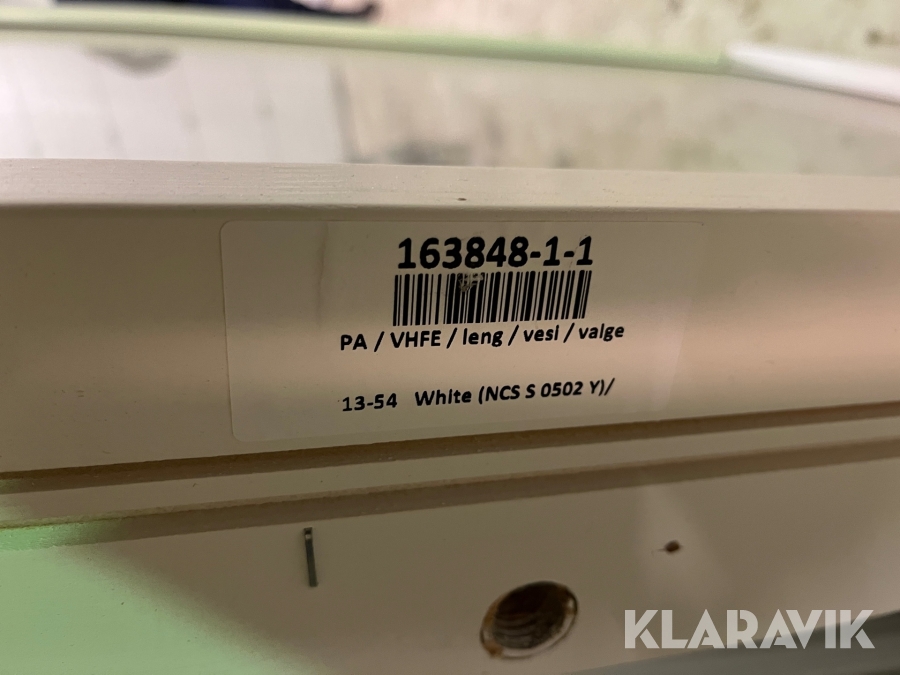 163848-1-1
PA / VHFE / leng / vesi / valge
13-54 White (NCS S 0502 Y)/
KLARAVIK